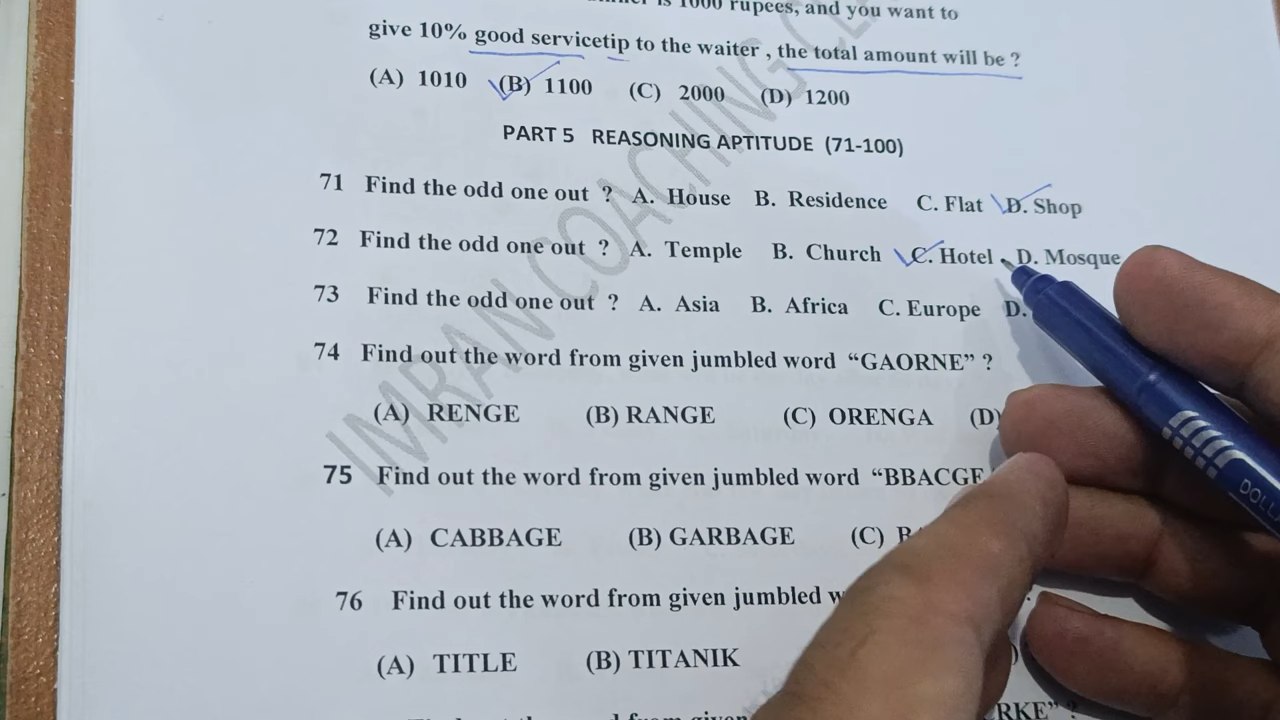 is 1000 rupees, and you want to
give 10% good servicetip to the waiter , the total amount will be ?
(A) 1010 (B) 1100 (C) 2000 (D) 1200
PART 5 REASONING APTITUDE (71-100)
71 Find the odd one out ? A. House B. Residence C. Flat D. Shop
72 Find the odd one out ? A. Temple B. Church C. Hotel D. Mosque
73 Find the odd one out ? A. Asia B. Africa C. Europe D.
74 Find out the word from given jumbled word “GAORNE” ?
(A) RENGE (B) RANGE (C) ORENGA (D)
75 Find out the word from given jumbled word “BBACGE
(A) CABBAGE (B) GARBAGE (C)
76 Find out the word from given jumbled
(A) TITLE (B) TITANIK
word from given RKE” ?
IMRAN COACHING
DOLL